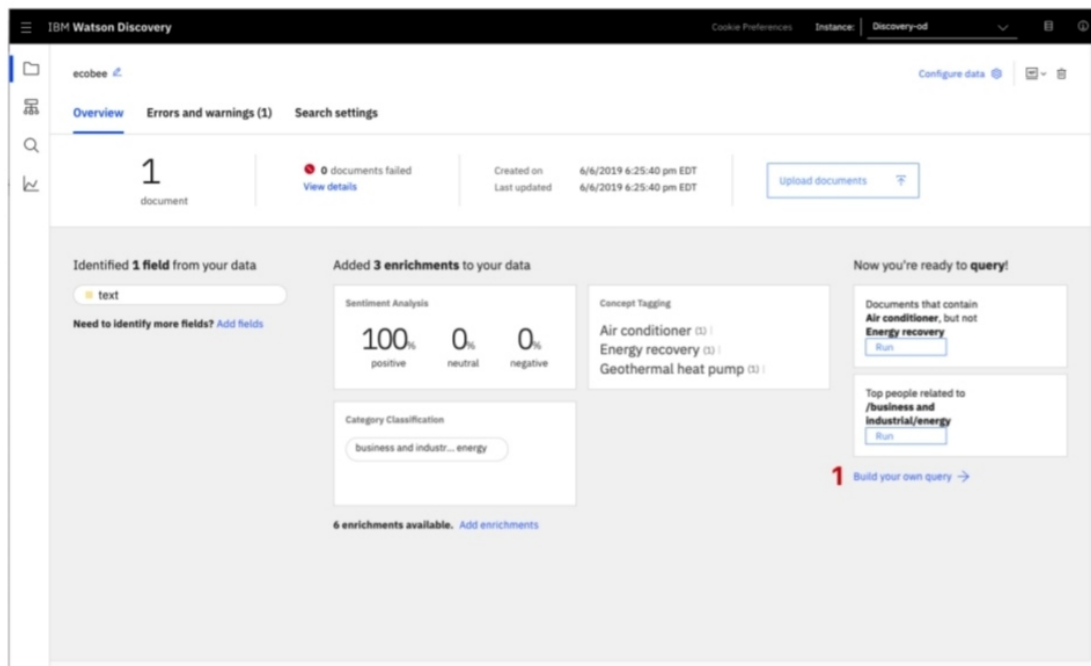 IBM Watson Discovery
Cookie Preferences
Instance:
Discovery-od
ecobee
Configure data
Overview
Errors and warnings (1)
Search settings
1
document
0 documents failed
View details
Created on 6/6/2019 6:25:40 pm EDT
Last updated 6/6/2019 6:25:40 pm EDT
Upload documents
Identified 1 field from your data
text
Need to identify more fields? Add fields
Added 3 enrichments to your data
Sentiment Analysis
100% 0% 0%
positive neutral negative
Concept Tagging
Air conditioner (1)
Energy recovery (1)
Geothermal heat pump (1)
Category Classification
business and industr... energy
6 enrichments available. Add enrichments
Now you're ready to query!
Documents that contain
Air conditioner, but not
Energy recovery
Run
Top people related to
/business and
industrial/energy
Run
1 Build your own query